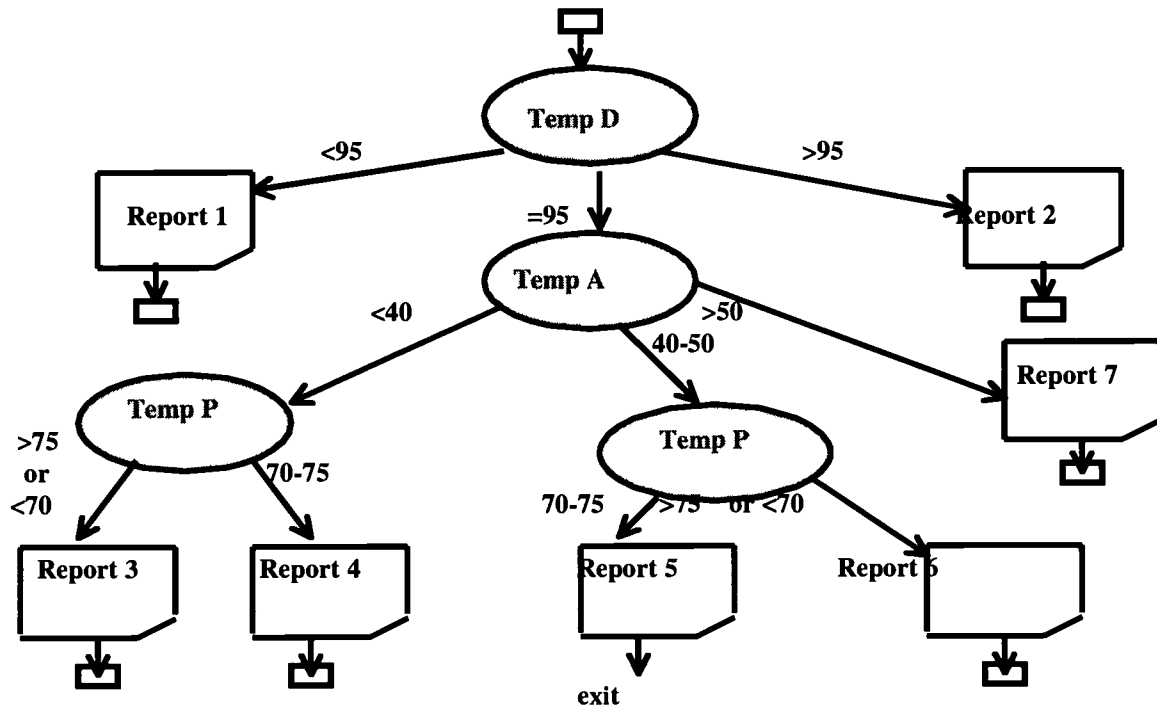 Temp D
<95
>95
Report 1
=95
Report 2
Temp A
<40
>50
40-50
Report 7
Temp P
Temp P
>75
or
<70
70-75
70-75
>75 or <70
Report 3
Report 4
Report 5
Report 6
exit